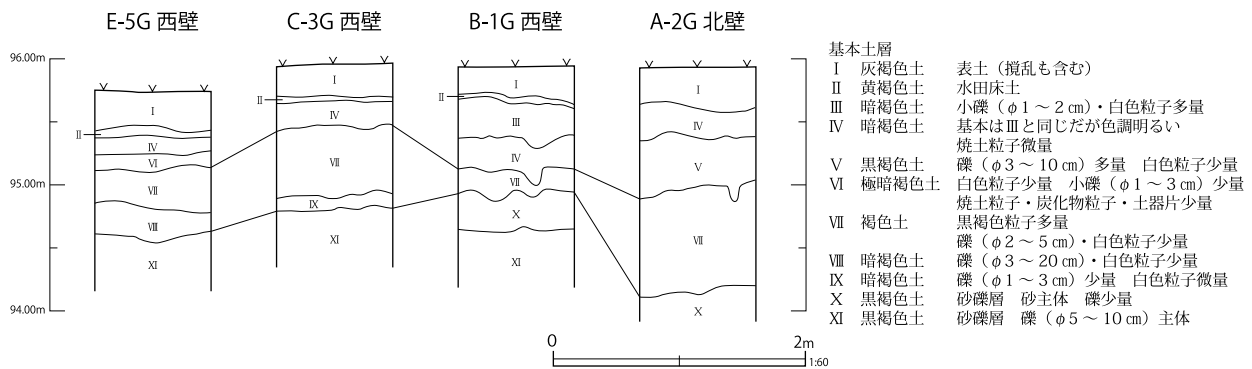 E-5G 西壁
C-3G 西壁
B-1G 西壁
A-2G 北壁
96.00m
95.00m
94.00m
Ⅰ
Ⅱ
Ⅳ
Ⅵ
Ⅶ
Ⅷ
Ⅺ
Ⅰ
Ⅱ
Ⅳ
Ⅶ
Ⅸ
Ⅺ
Ⅰ
Ⅱ
Ⅲ
Ⅳ
Ⅶ
Ⅹ
Ⅺ
Ⅰ
Ⅳ
Ⅴ
Ⅶ
Ⅹ
基本土層
Ⅰ 灰褐色土 表土（撹乱も含む）
Ⅱ 黄褐色土 水田床土
Ⅲ 暗褐色土 小礫（φ1～2㎝）・白色粒子多量
Ⅳ 暗褐色土 基本はⅢと同じだが色調明るい
焼土粒子微量
Ⅴ 黒褐色土 礫（φ3～10㎝）多量 白色粒子少量
Ⅵ 極暗褐色土 白色粒子少量 小礫（φ1～3㎝）少量
焼土粒子・炭化物粒子・土器片少量
Ⅶ 褐色土 黒褐色粒子多量
礫（φ2～5㎝）・白色粒子少量
Ⅷ 暗褐色土 礫（φ3～20㎝）・白色粒子少量
Ⅸ 暗褐色土 礫（φ1～3㎝）少量 白色粒子微量
Ⅹ 黒褐色土 砂礫層 砂主体 礫少量
Ⅺ 黒褐色土 砂礫層 礫（φ5～10㎝）主体
0
2m
1:60